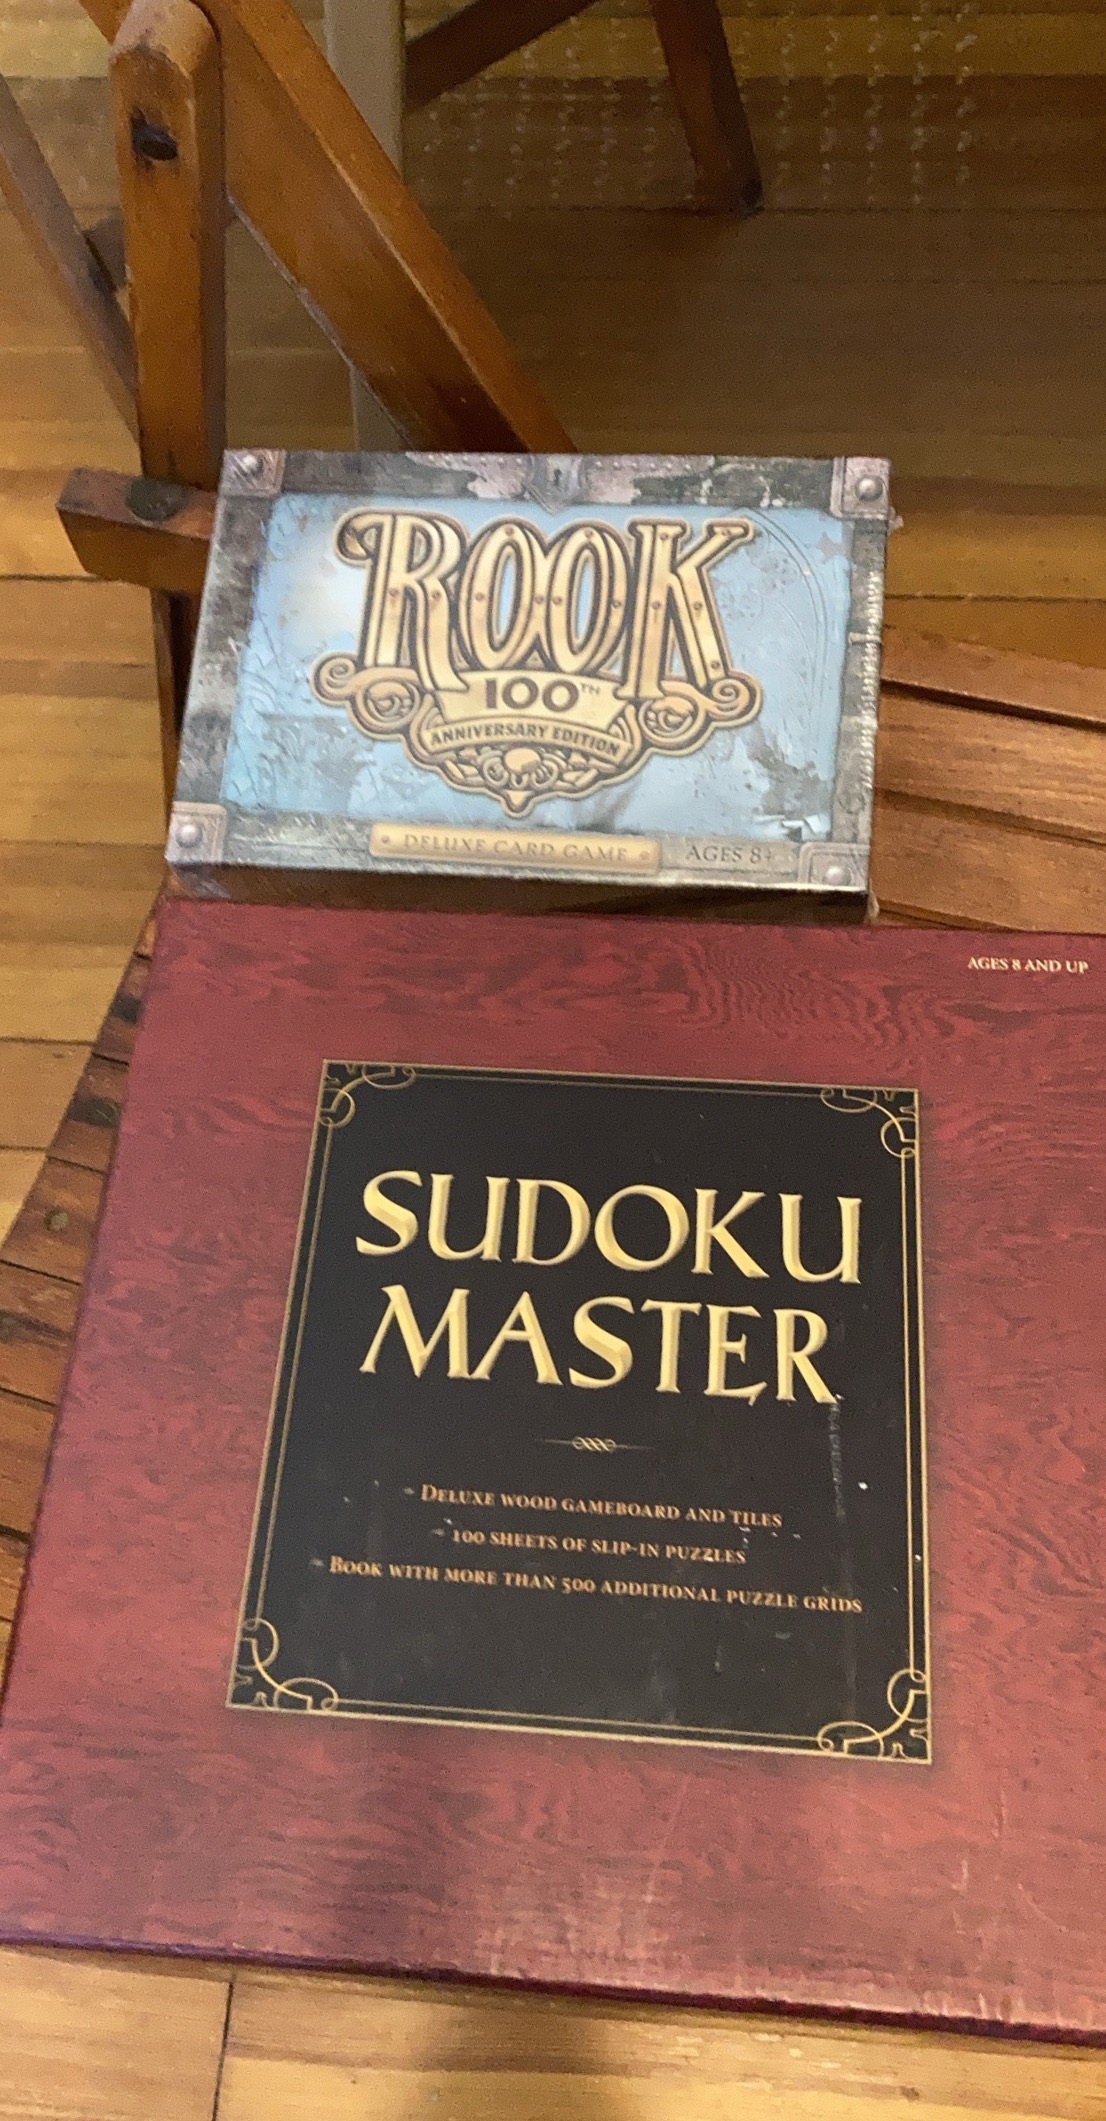 ROOK
100TH
ANNIVERSARY EDITION
DELUXE CARD GAME
AGES 8+
AGES 8 AND UP
SUDOKU
MASTER
- DELUXE WOOD GAMEBOARD AND TILES -
- 100 SHEETS OF SLIP-IN PUZZLES
- BOOK WITH MORE THAN 500 ADDITIONAL PUZZLE GRIDS